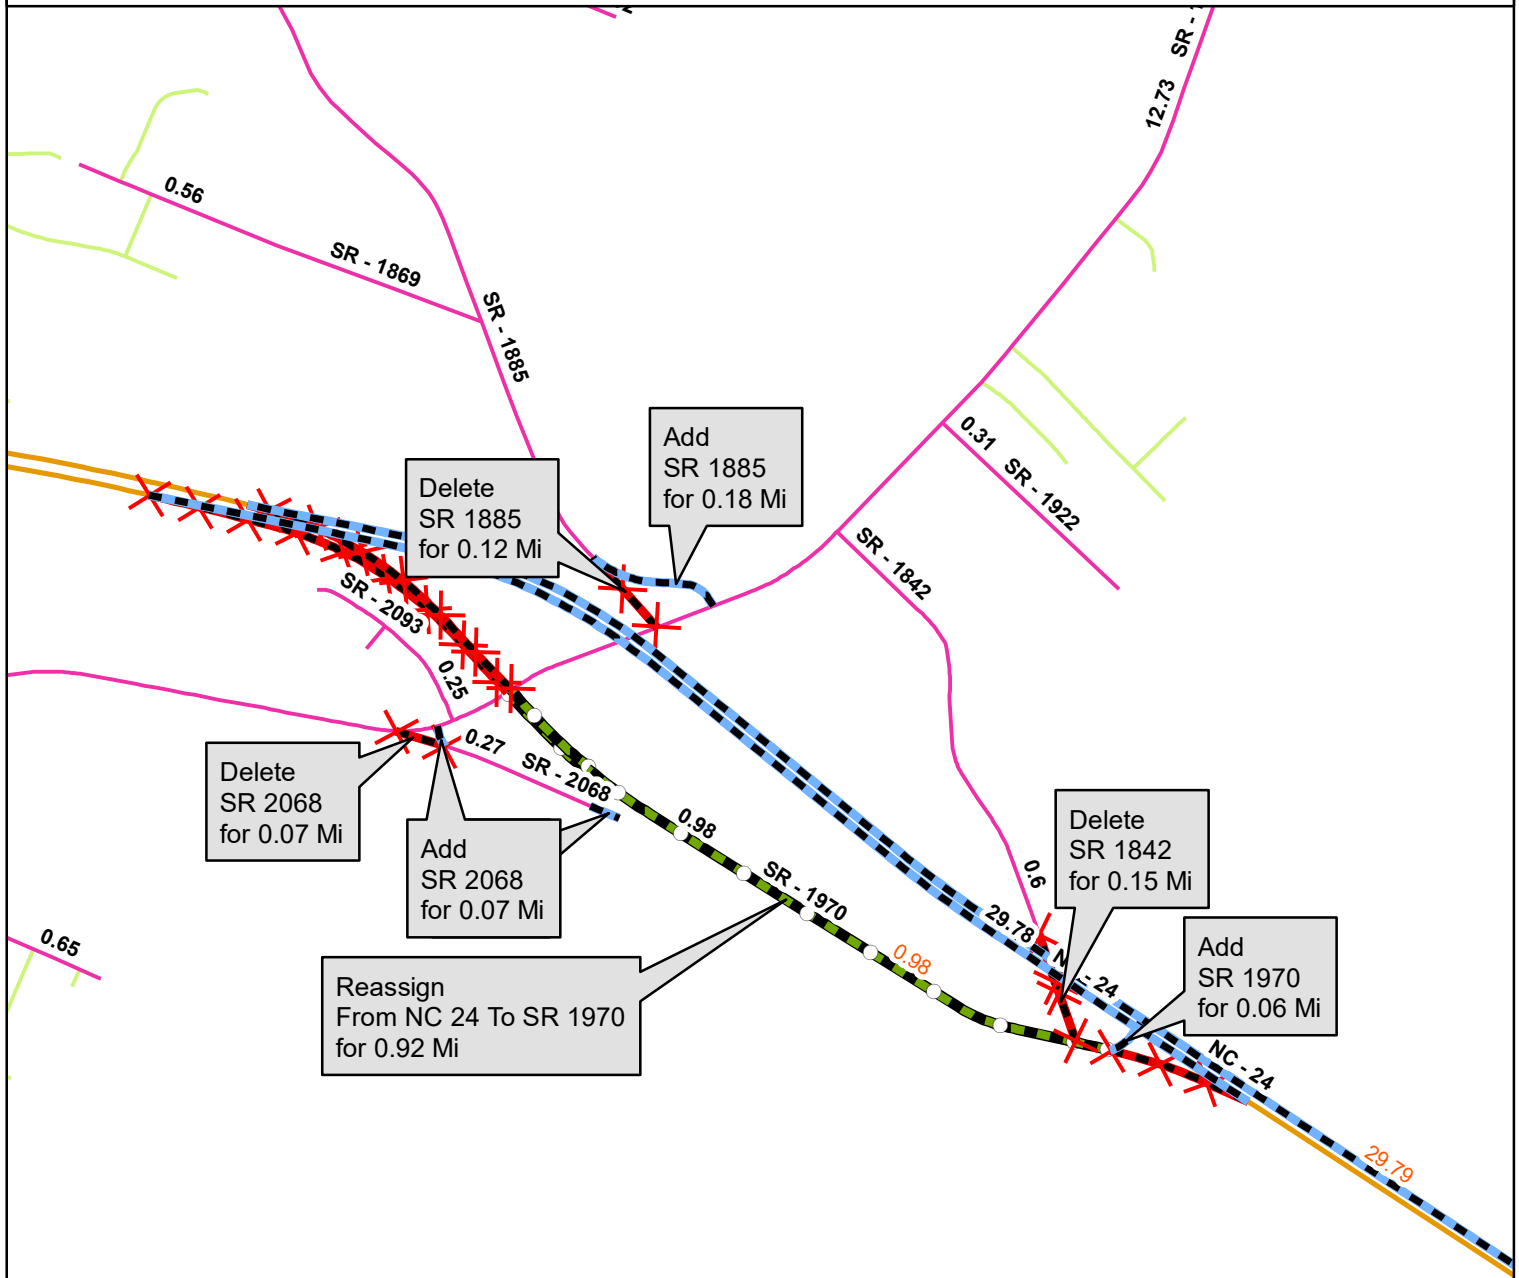 SR - 1
12.73
0.56
SR - 1869
SR - 1885
Add
SR 1885
for 0.18 Mi
0.31 SR - 1922
Delete
SR 1885
for 0.12 Mi
SR - 1842
SR - 2093
0.25
0.27
SR - 2068
Delete
SR 2068
for 0.07 Mi
Add
SR 2068
for 0.07 Mi
0.98
SR - 1970
0.98
Delete
SR 1842
for 0.15 Mi
0.6
29.78
- 24
Add
SR 1970
for 0.06 Mi
0.65
Reassign
From NC 24 To SR 1970
for 0.92 Mi
NC - 24
29.79